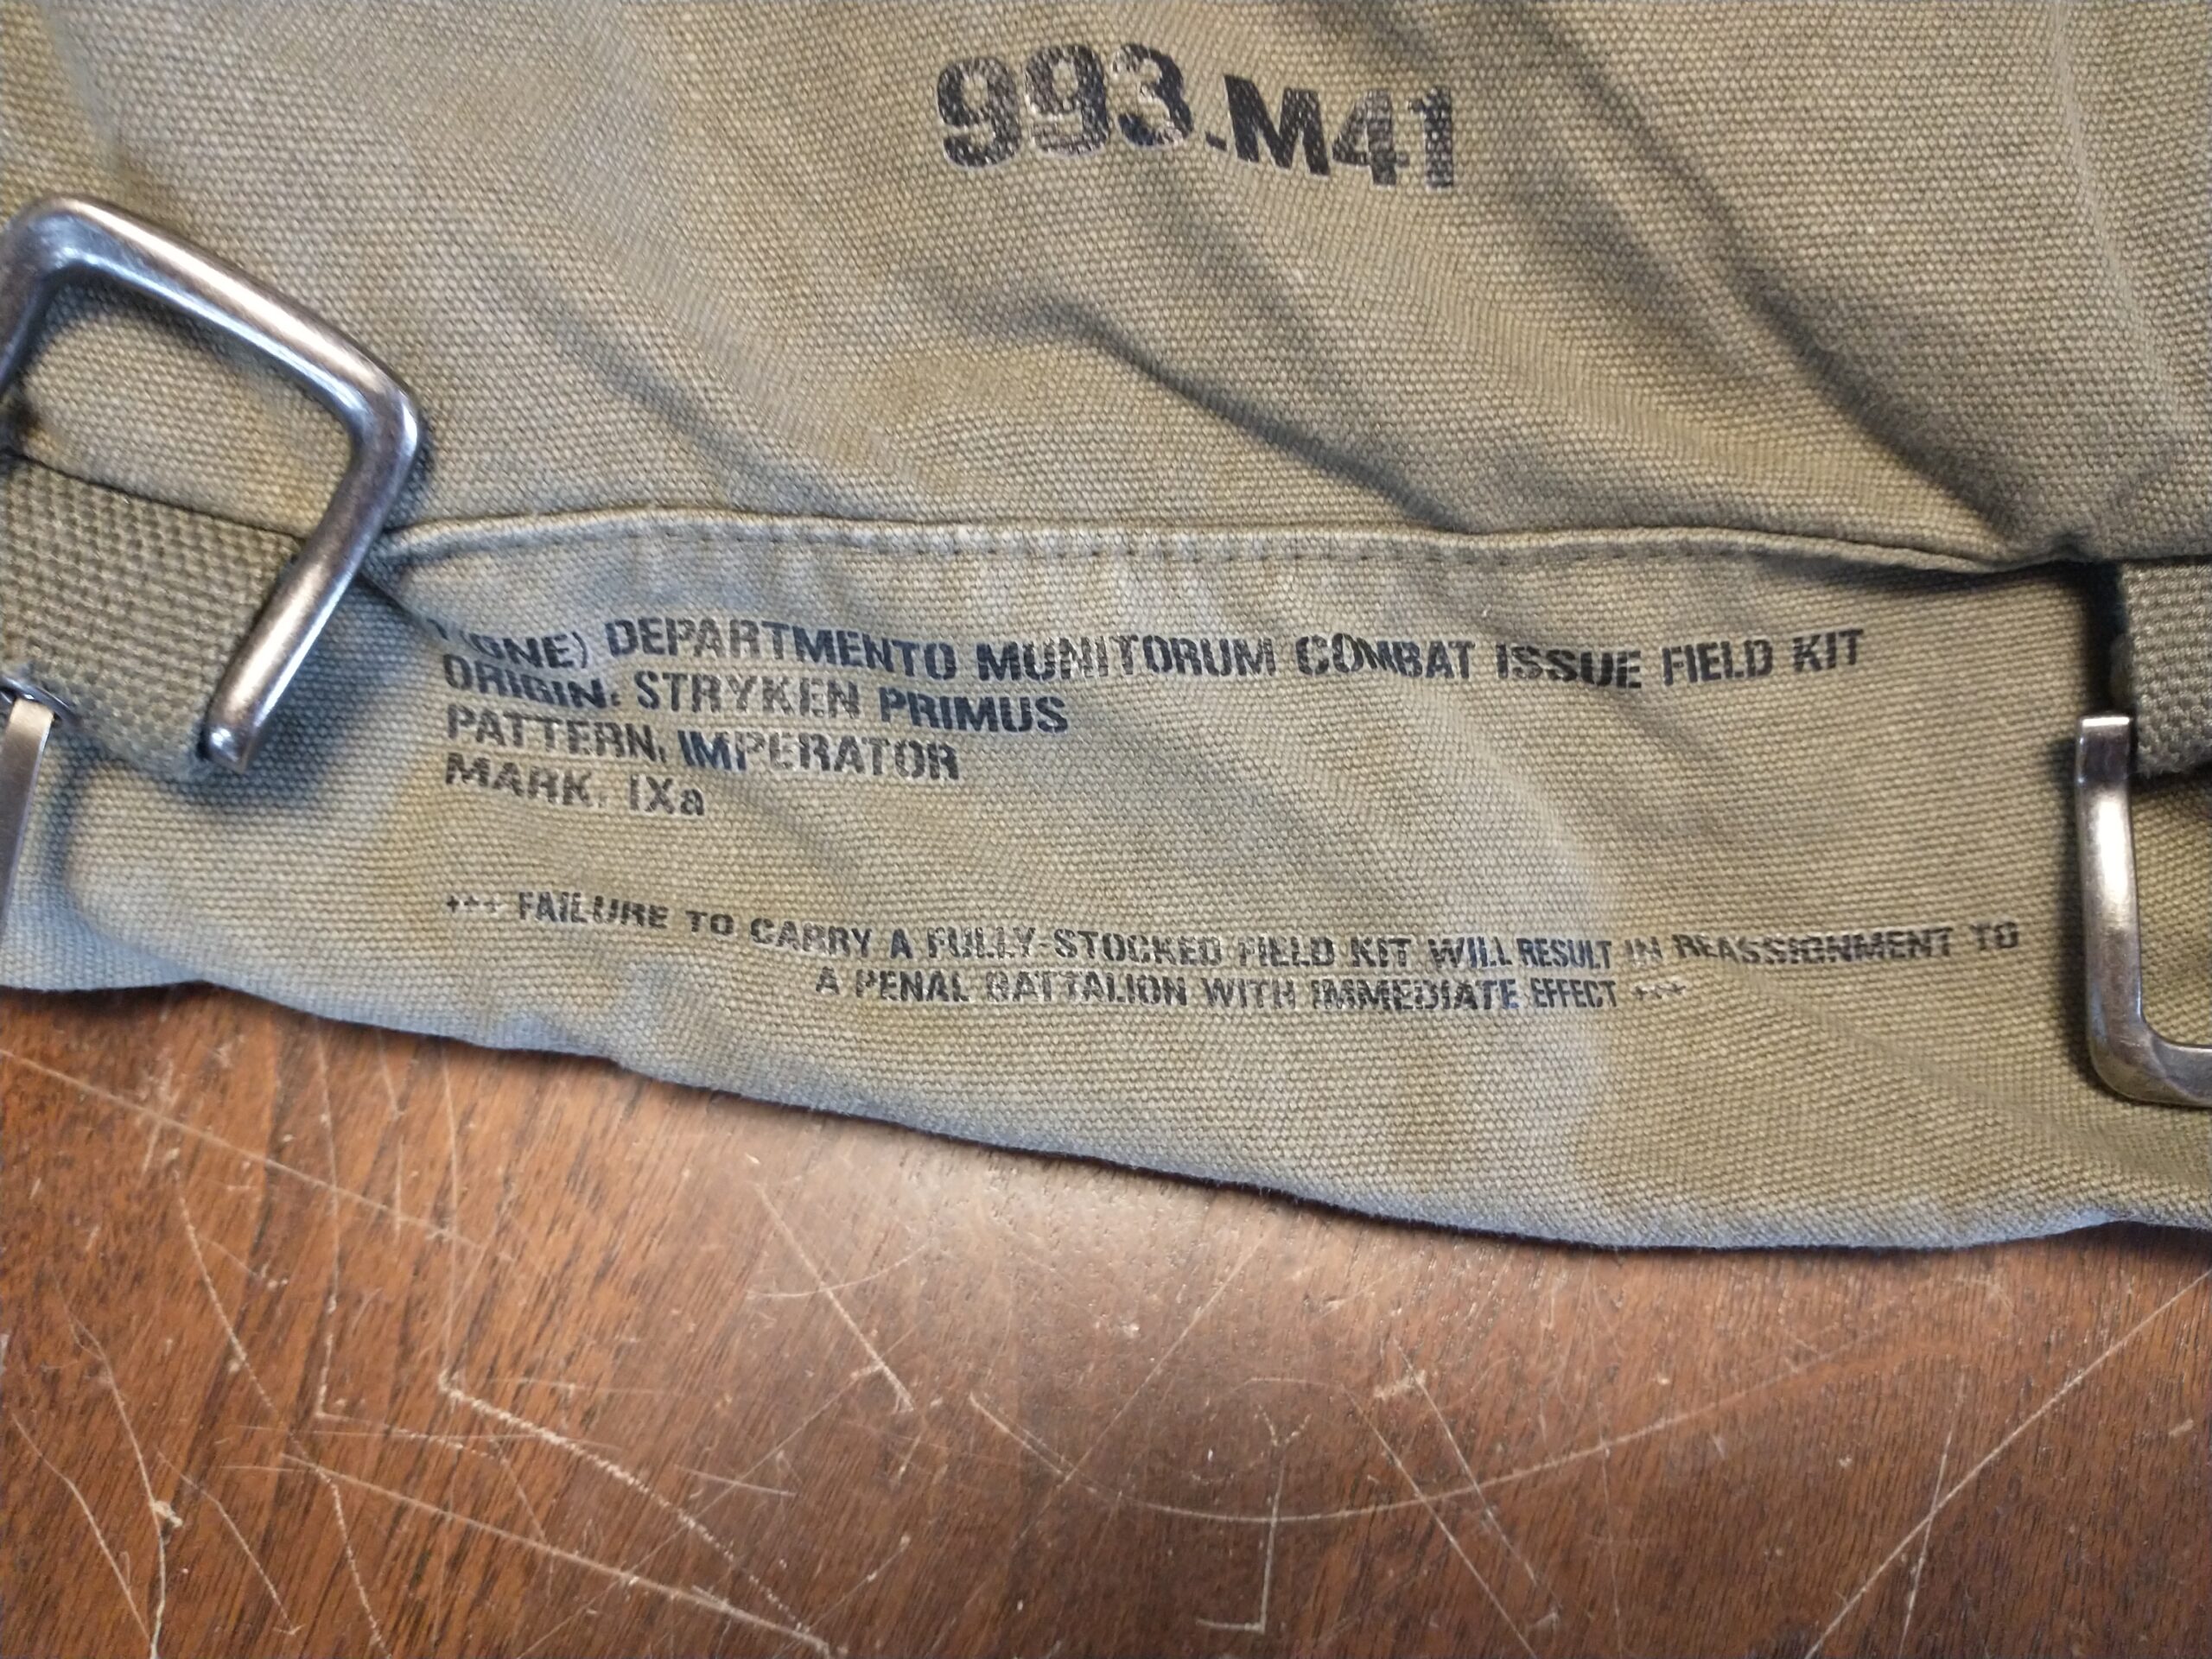 993.M41
(ONE) DEPARTMENTO MUNITORUM COMBAT ISSUE FIELD KIT
ORIGIN: STRYKEN PRIMUS
PATTERN: IMPERATOR
MARK: IXa
+++ FAILURE TO CARRY A FULLY-STOCKED FIELD KIT WILL RESULT IN REASSIGNMENT TO
A PENAL BATTALION WITH IMMEDIATE EFFECT +++